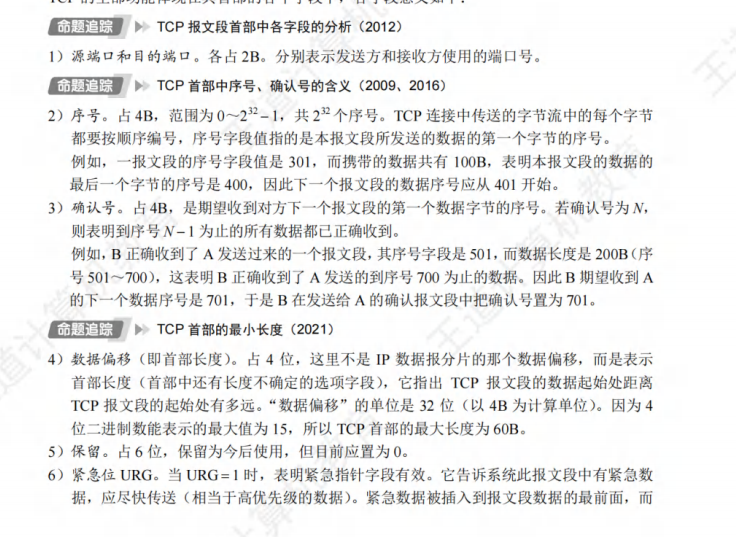 命题追踪 TCP 报文段首部中各字段的分析（2012）
1）源端口和目的端口。各占 2B。分别表示发送方和接收方使用的端口号。
命题追踪 TCP 首部中序号、确认号的含义（2009、2016）
2）序号。占 4B，范围为 0～2³²－1，共 2³² 个序号。TCP 连接中传送的字节流中的每个字节
都要按顺序编号，序号字段值指的是本报文段所发送的数据的第一个字节的序号。
例如，一报文段的序号字段值是 301，而携带的数据共有 100B，表明本报文段的数据的
最后一个字节的序号是 400，因此下一个报文段的数据序号应从 401 开始。
3）确认号。占 4B，是期望收到对方下一个报文段的第一个数据字节的序号。若确认号为 N，
则表明到序号 N－1 为止的所有数据都已正确收到。
例如，B 正确收到了 A 发送过来的一个报文段，其序号字段是 501，而数据长度是 200B（序
号 501～700），这表明 B 正确收到了 A 发送的到序号 700 为止的数据。因此 B 期望收到 A
的下一个数据序号是 701，于是 B 在发送给 A 的确认报文段中把确认号置为 701。
命题追踪 TCP 首部的最小长度（2021）
4）数据偏移（即首部长度）。占 4 位，这里不是 IP 数据报分片的那个数据偏移，而是表示
首部长度（首部中还有长度不确定的选项字段），它指出 TCP 报文段的数据起始处距离
TCP 报文段的起始处有多远。“数据偏移”的单位是 32 位（以 4B 为计算单位）。因为 4
位二进制数能表示的最大值为 15，所以 TCP 首部的最大长度为 60B。
5）保留。占 6 位，保留为今后使用，但目前应置为 0。
6）紧急位 URG。当 URG＝1 时，表明紧急指针字段有效。它告诉系统此报文段中有紧急数
据，应尽快传送（相当于高优先级的数据）。紧急数据被插入到报文段数据的最前面，而
王道计算机教育